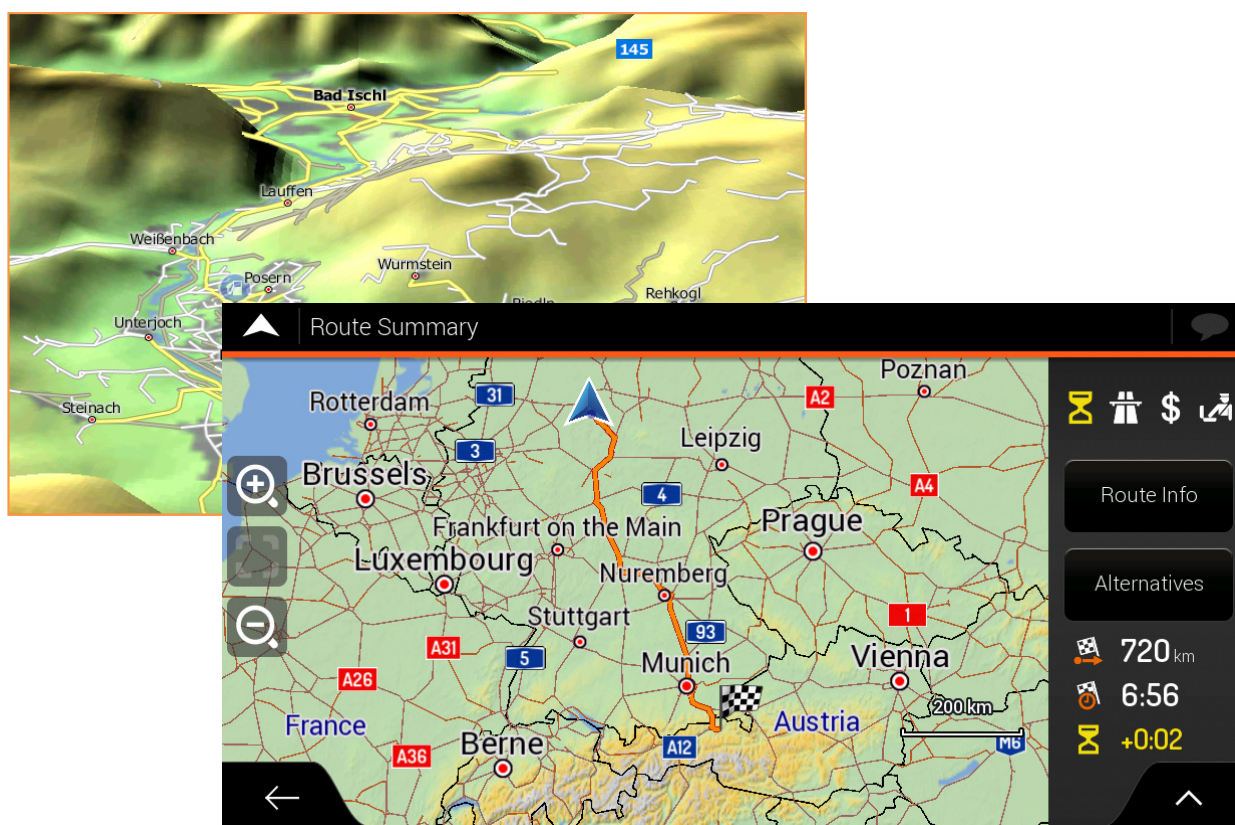 145
Bad Ischl
Lauffen
Weißenbach
Wurmstein
Posern
Rehkogl
Riedln
Unterjoch
Steinach
Route Summary
Poznan
Rotterdam
31
A2
3
Leipzig
Brussels
4
A4
Route Info
Frankfurt on the Main
Prague
Luxembourg
Nuremberg
Alternatives
Stuttgart
1
93
A31
5
Munich
Vienna
720 km
A26
6:56
200 km
France
Austria
Berne
A12
M6
+0:02
A36